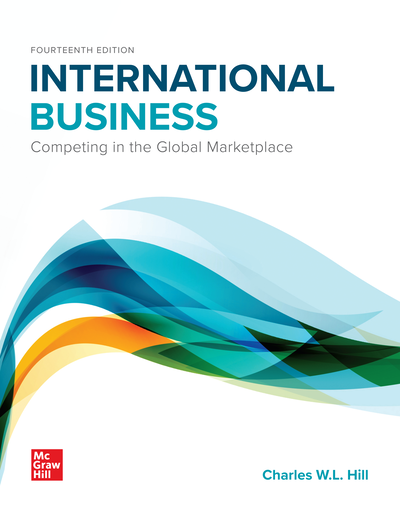 FOURTEENTH EDITION
INTERNATIONAL
BUSINESS
Competing in the Global Marketplace
Mc
Graw
Hill
Charles W.L. Hill